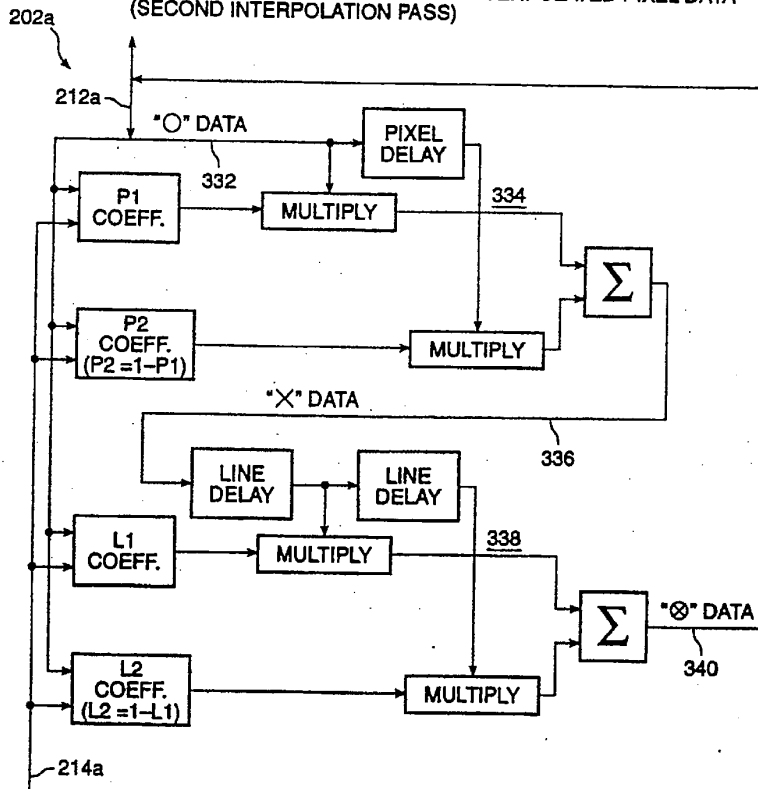 202a
(SECOND INTERPOLATION PASS)
212a
"○" DATA
332
PIXEL
DELAY
P1
COEFF.
MULTIPLY
334
Σ
P2
COEFF.
(P2 =1–P1)
MULTIPLY
"✕" DATA
336
LINE
DELAY
LINE
DELAY
L1
COEFF.
MULTIPLY
338
Σ
"⊗" DATA
340
L2
COEFF.
(L2 =1–L1)
MULTIPLY
214a